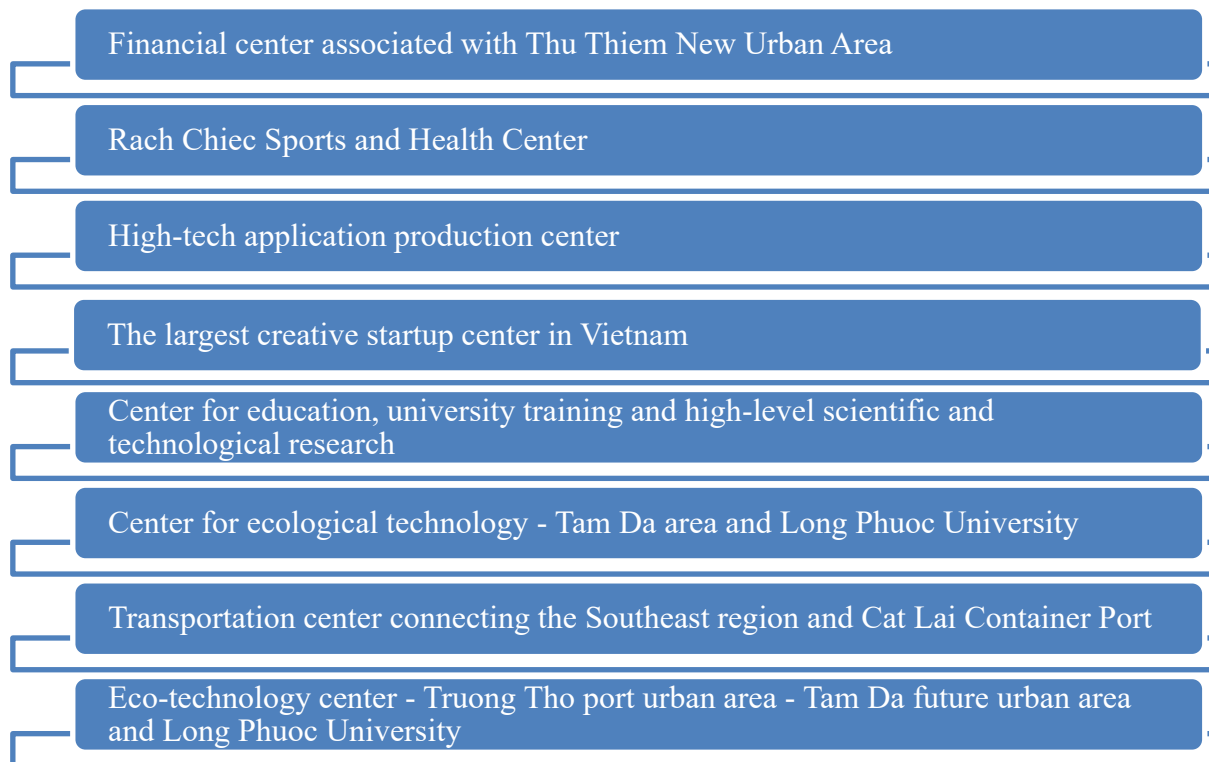 Financial center associated with Thu Thiem New Urban Area
Rach Chiec Sports and Health Center
High-tech application production center
The largest creative startup center in Vietnam
Center for education, university training and high-level scientific and
technological research
Center for ecological technology - Tam Da area and Long Phuoc University
Transportation center connecting the Southeast region and Cat Lai Container Port
Eco-technology center - Truong Tho port urban area - Tam Da future urban area
and Long Phuoc University